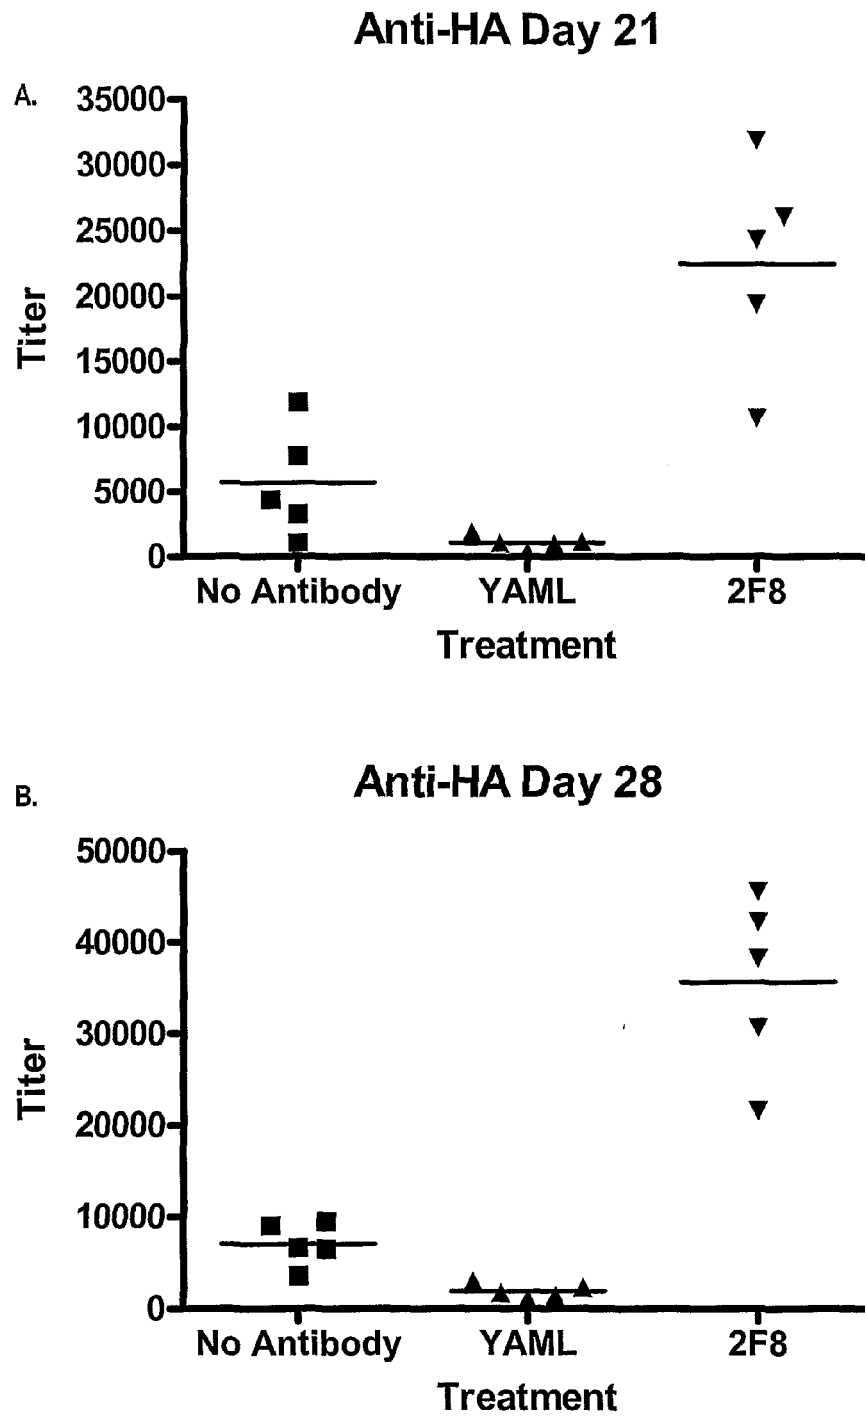 Anti-HA Day 21
A.
35000
30000
25000
20000
15000
10000
5000
0
Titer
No Antibody YAML 2F8
Treatment
Anti-HA Day 28
B.
50000
40000
30000
20000
10000
0
Titer
No Antibody YAML 2F8
Treatment